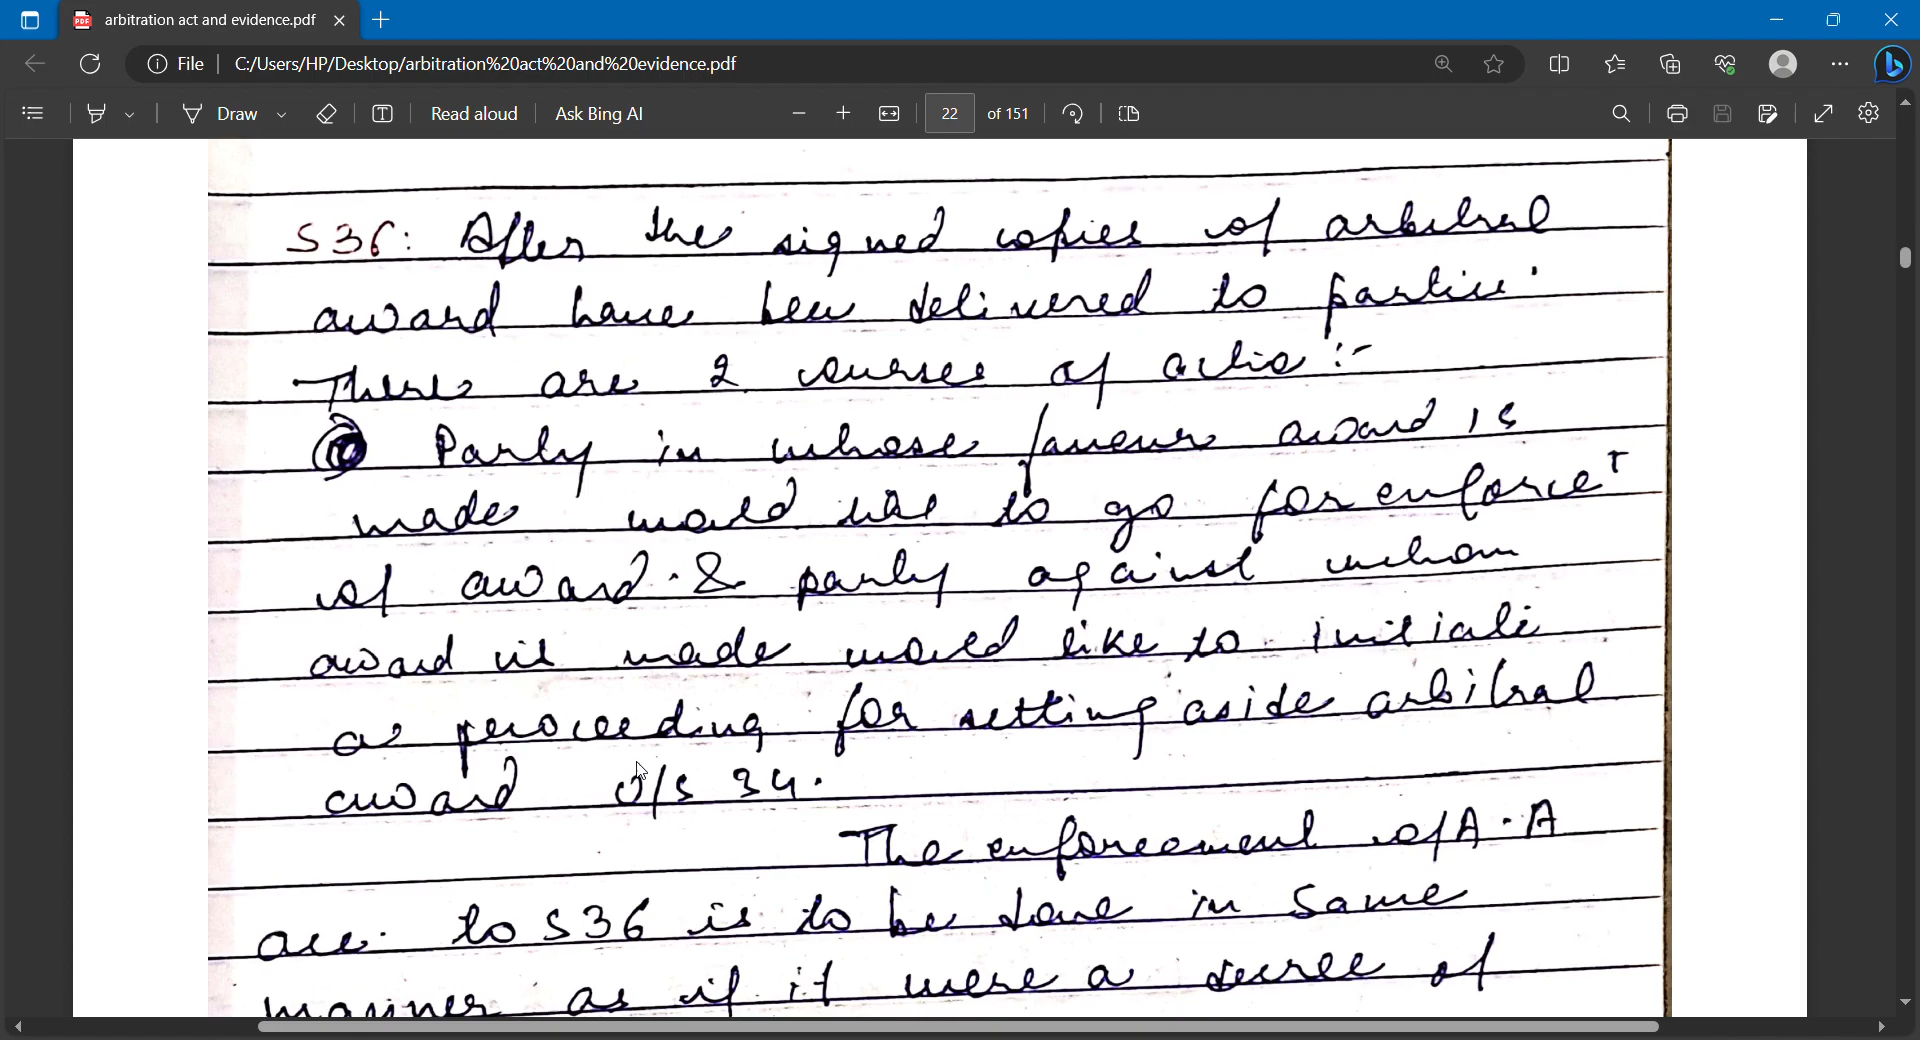 arbitration act and evidence.pdf
File C:/Users/HP/Desktop/arbitration%20act%20and%20evidence.pdf
Draw Read aloud Ask Bing AI 22 of 151
S36: After the signed copies of arbitral
award have been delivered to parties.
There are 2 courses of actio :-
Party in whose favour award is
made would like to go for enforceT
of award. & party against whom
award is made would like to initiate
a proceeding for setting aside arbitral
award U/S 34.
The enforcement of A.A
acc. to S36 is to be done in same
manner as if it were a decree of